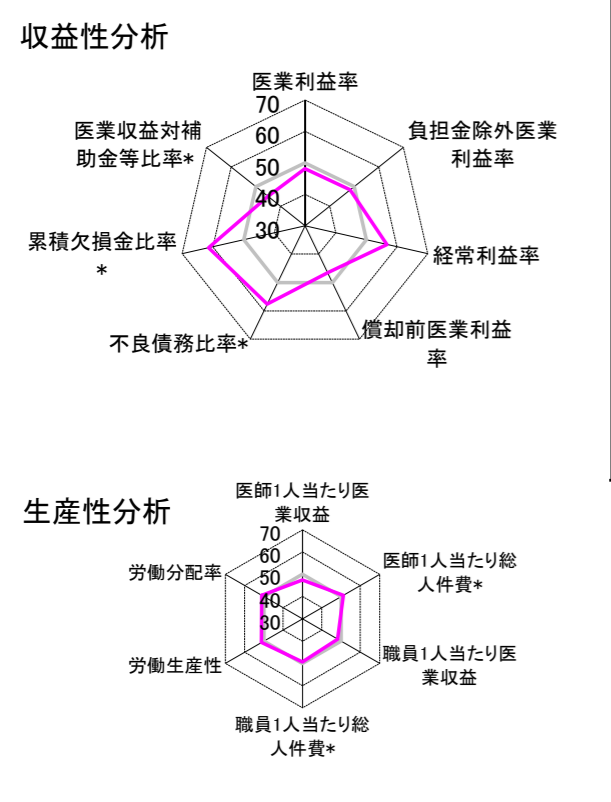 収益性分析
医業利益率
70
60
50
40
30
負担金除外医業
利益率
経常利益率
償却前医業利益
率
不良債務比率*
累積欠損金比率
*
医業収益対補
助金等比率*
生産性分析
医師1人当たり医
業収益
70
60
50
40
30
医師1人当たり総
人件費*
職員1人当たり医
業収益
職員1人当たり総
人件費*
労働生産性
労働分配率